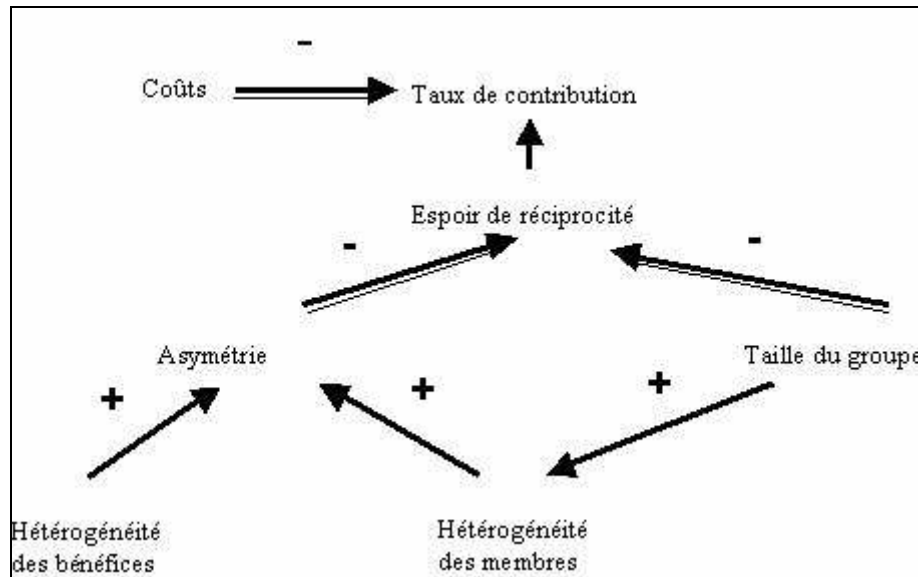 -
Coûts
Taux de contribution
Espoir de réciprocité
-
-
Asymétrie
Taille du groupe
+
+
+
Hétérogénéité
des bénéfices
Hétérogénéité
des membres